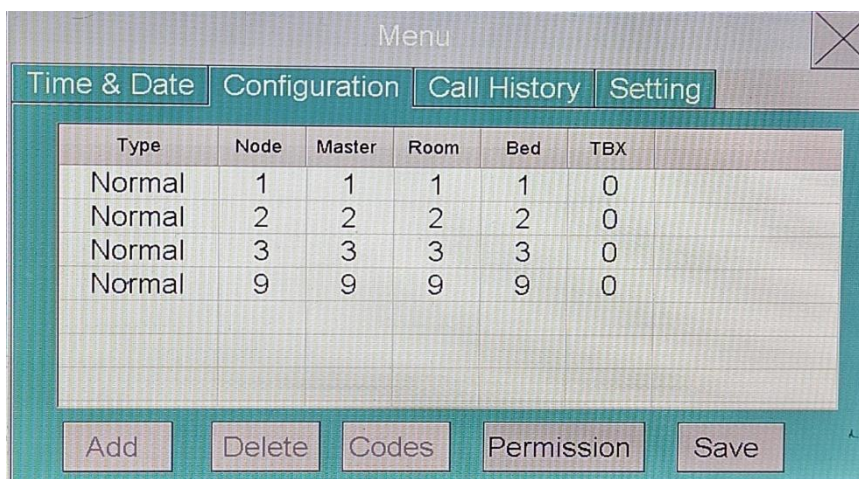 Menu
Time & Date Configuration Call History Setting
Type Node Master Room Bed TBX
Normal 1 1 1 1 0
Normal 2 2 2 2 0
Normal 3 3 3 3 0
Normal 9 9 9 9 0
Add Delete Codes Permission Save